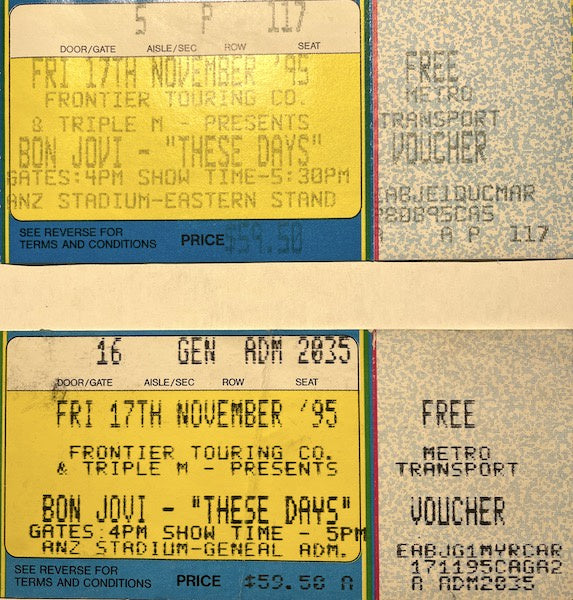 5 P 117
DOOR/GATE AISLE/SEC ROW SEAT
FRI 17TH NOVEMBER '95
FRONTIER TOURING CO.
& TRIPLE M - PRESENTS
BON JOVI - "THESE DAYS"
GATES:4PM SHOW TIME-5:30PM
ANZ STADIUM-EASTERN STAND
SEE REVERSE FOR
TERMS AND CONDITIONS
PRICE $59.50
FREE
METRO
TRANSPORT
VOUCHER
EABJE1QUCMAR
080895CAS
A A P 117
16 GEN ADM 2035
DOOR/GATE AISLE/SEC ROW SEAT
FRI 17TH NOVEMBER '95
FRONTIER TOURING CO.
& TRIPLE M - PRESENTS
BON JOVI - "THESE DAYS"
GATES:4PM SHOW TIME - 5PM
ANZ STADIUM-GENEAL ADM.
SEE REVERSE FOR
TERMS AND CONDITIONS
PRICE $59.50 A
FREE
METRO
TRANSPORT
VOUCHER
EABJG1MYRCAR
171195CAGA2
A ADM2035